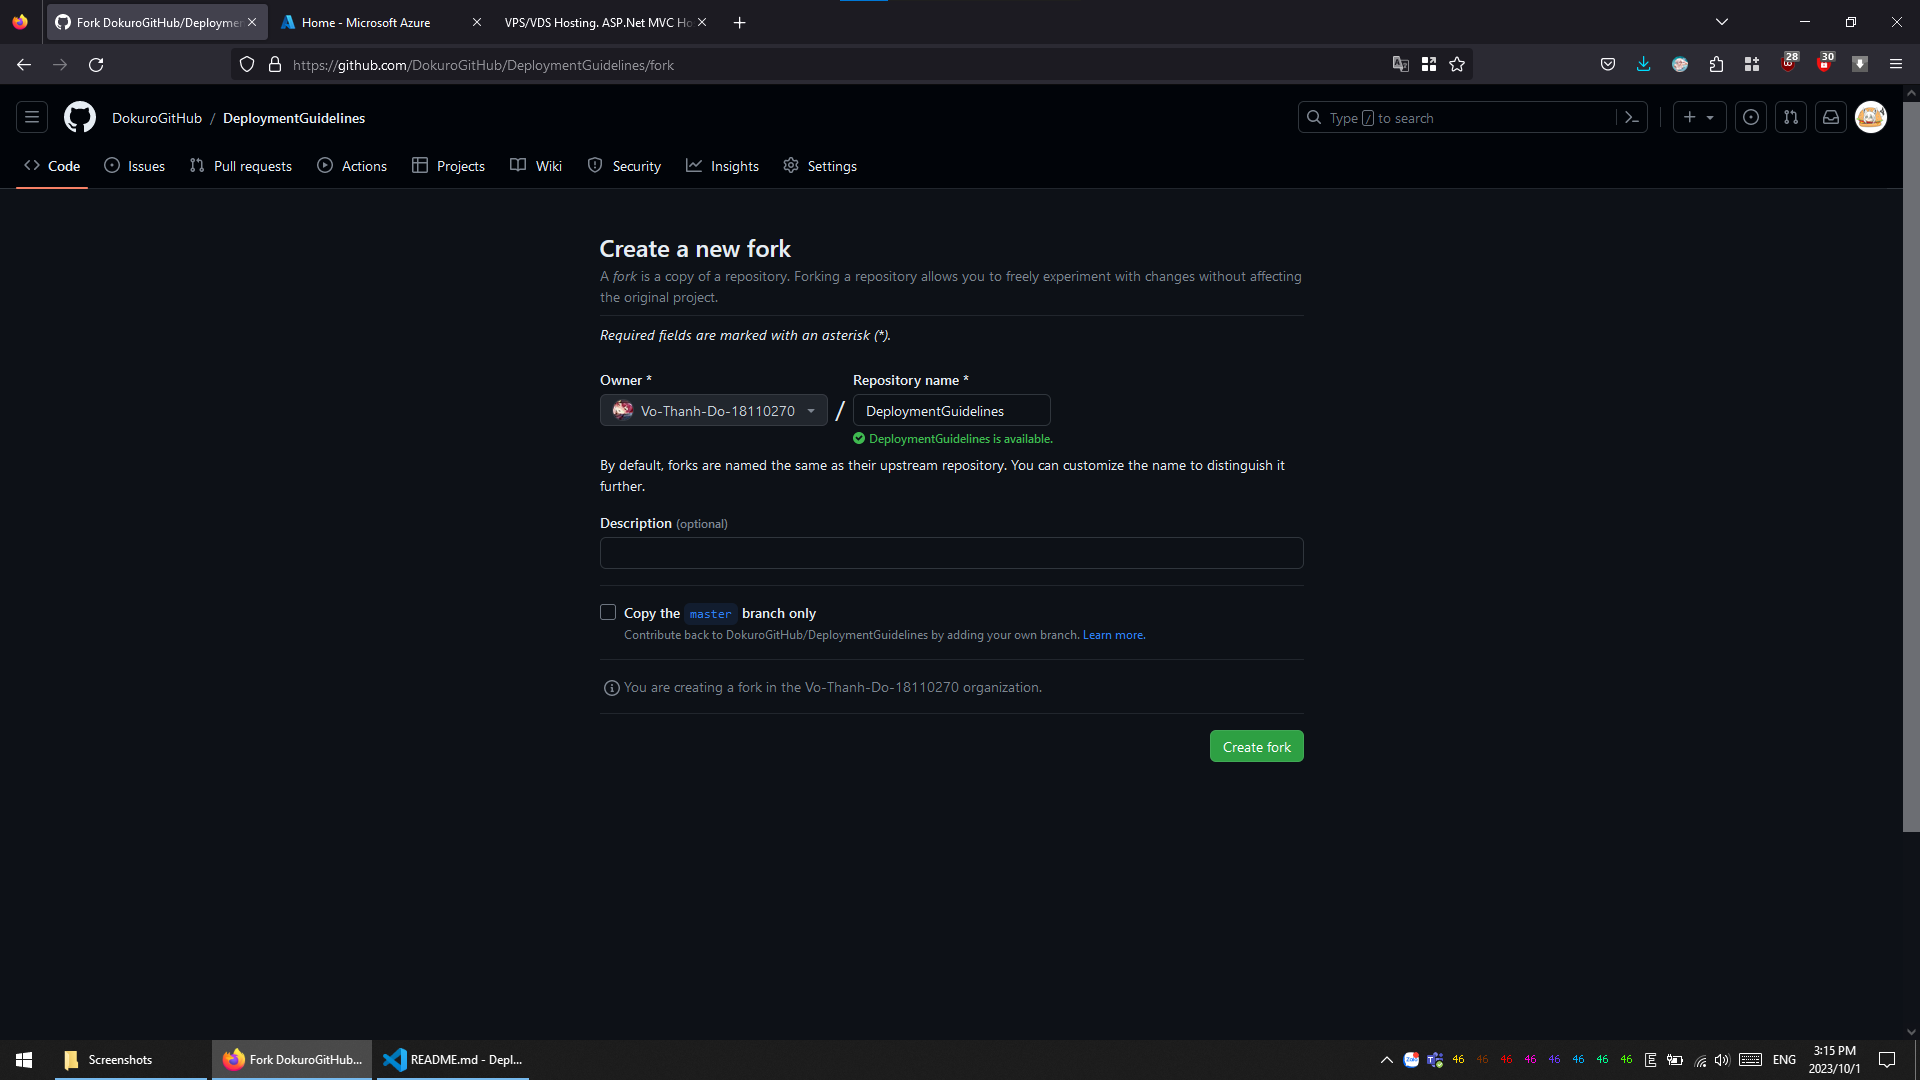 Fork DokuroGitHub/Deployme
Home - Microsoft Azure
VPS/VDS Hosting. ASP.Net MVC Ho
https://github.com/DokuroGitHub/DeploymentGuidelines/fork
28
30
DokuroGitHub / DeploymentGuidelines
Type / to search
Code
Issues
Pull requests
Actions
Projects
Wiki
Security
Insights
Settings
Create a new fork
A fork is a copy of a repository. Forking a repository allows you to freely experiment with changes without affecting
the original project.
Required fields are marked with an asterisk (*).
Owner *
Repository name *
Vo-Thanh-Do-18110270
/
DeploymentGuidelines
DeploymentGuidelines is available.
By default, forks are named the same as their upstream repository. You can customize the name to distinguish it
further.
Description (optional)
Copy the master branch only
Contribute back to DokuroGitHub/DeploymentGuidelines by adding your own branch. Learn more.
You are creating a fork in the Vo-Thanh-Do-18110270 organization.
Create fork
Screenshots
Fork DokuroGitHub...
README.md - Depl...
Zalo
46 46 46 46 46 46 46 46
E
ENG
3:15 PM
2023/10/1